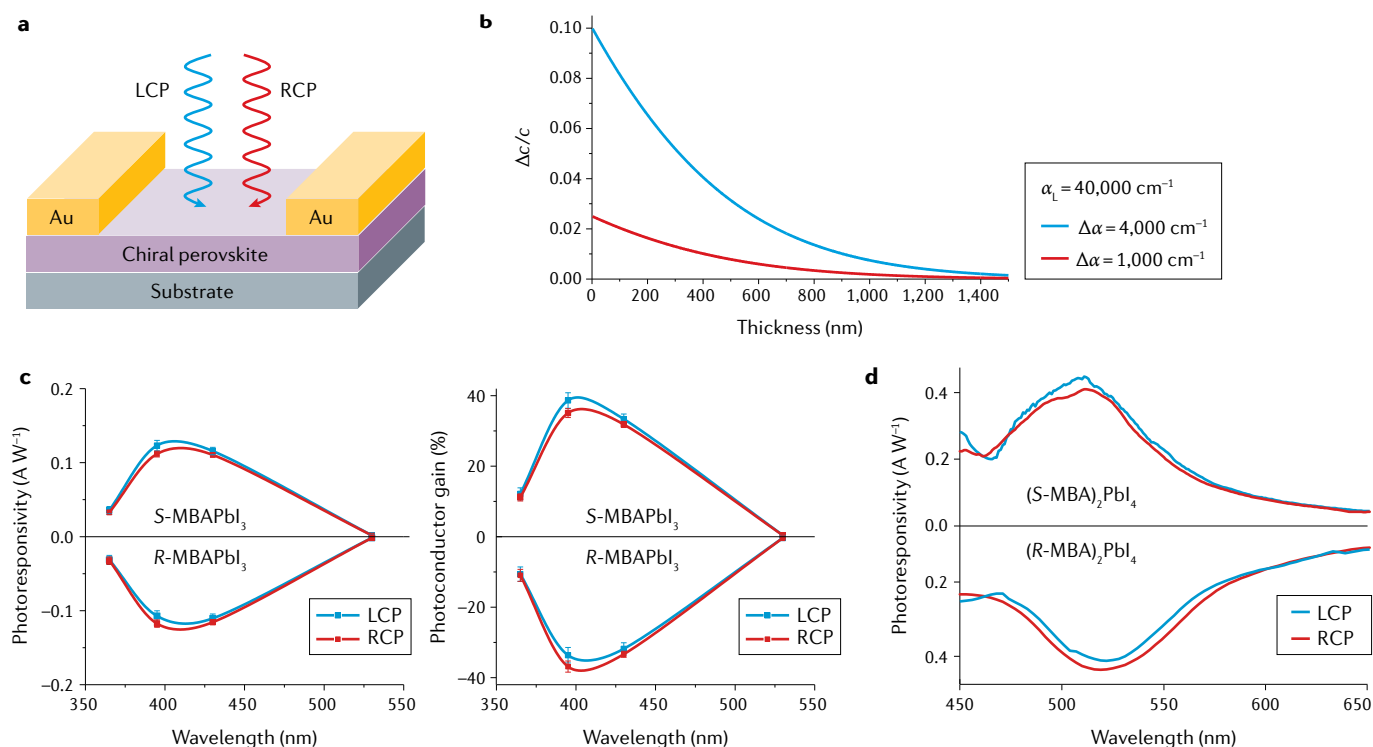 a
LCP
RCP
Au
Au
Chiral perovskite
Substrate
b
Δc/c
0.10
0.08
0.06
0.04
0.02
0.00
0
200
400
600
800
1,000
1,200
1,400
Thickness (nm)
α_L = 40,000 cm⁻¹
Δα = 4,000 cm⁻¹
Δα = 1,000 cm⁻¹
c
Photoresponsivity (A W⁻¹)
0.2
0.1
0.0
−0.1
−0.2
S-MBAPbI₃
R-MBAPbI₃
LCP
RCP
350
400
450
500
550
Wavelength (nm)
Photoconductor gain (%)
40
20
0
−20
−40
S-MBAPbI₃
R-MBAPbI₃
LCP
RCP
350
400
450
500
550
Wavelength (nm)
d
Photoresponsivity (A W⁻¹)
0.4
0.2
0.0
0.2
0.4
(S-MBA)₂PbI₄
(R-MBA)₂PbI₄
LCP
RCP
450
500
550
600
650
Wavelength (nm)